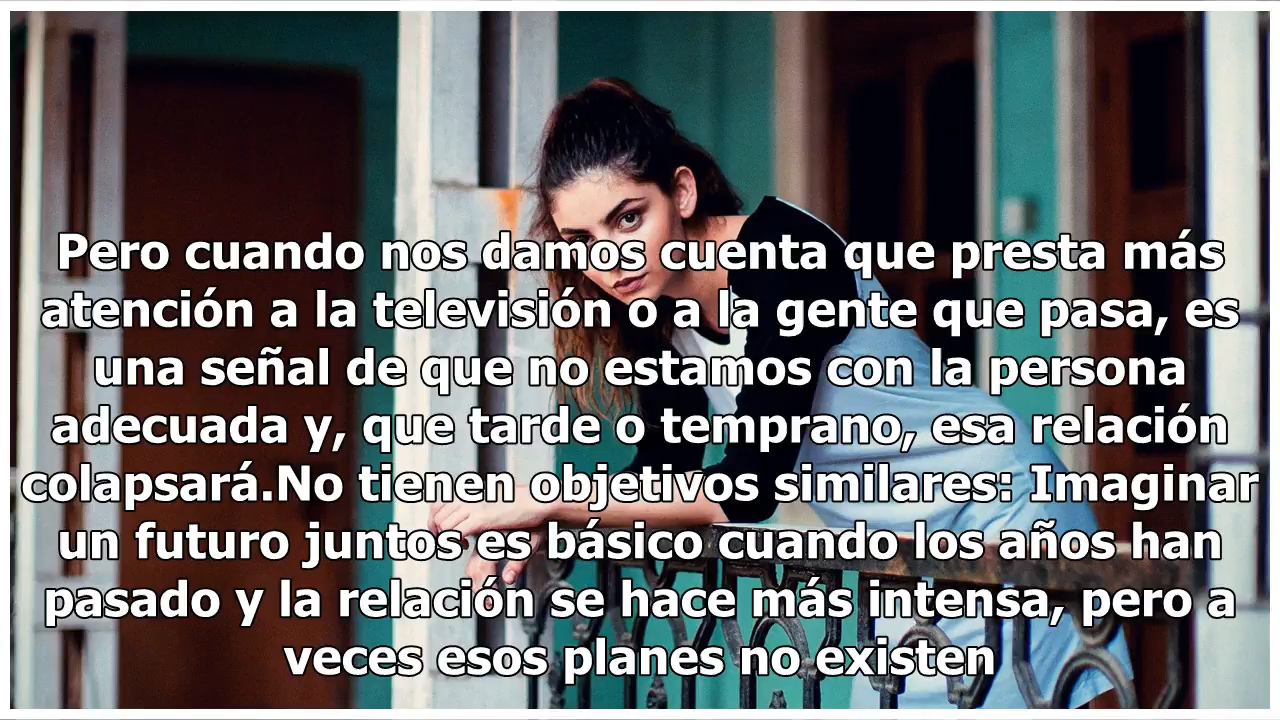 Pero cuando nos damos cuenta que presta más
atención a la televisión o a la gente que pasa, es
una señal de que no estamos con la persona
adecuada y, que tarde o temprano, esa relación
colapsará.No tienen objetivos similares: Imaginar
un futuro juntos es básico cuando los años han
pasado y la relación se hace más intensa, pero a
veces esos planes no existen